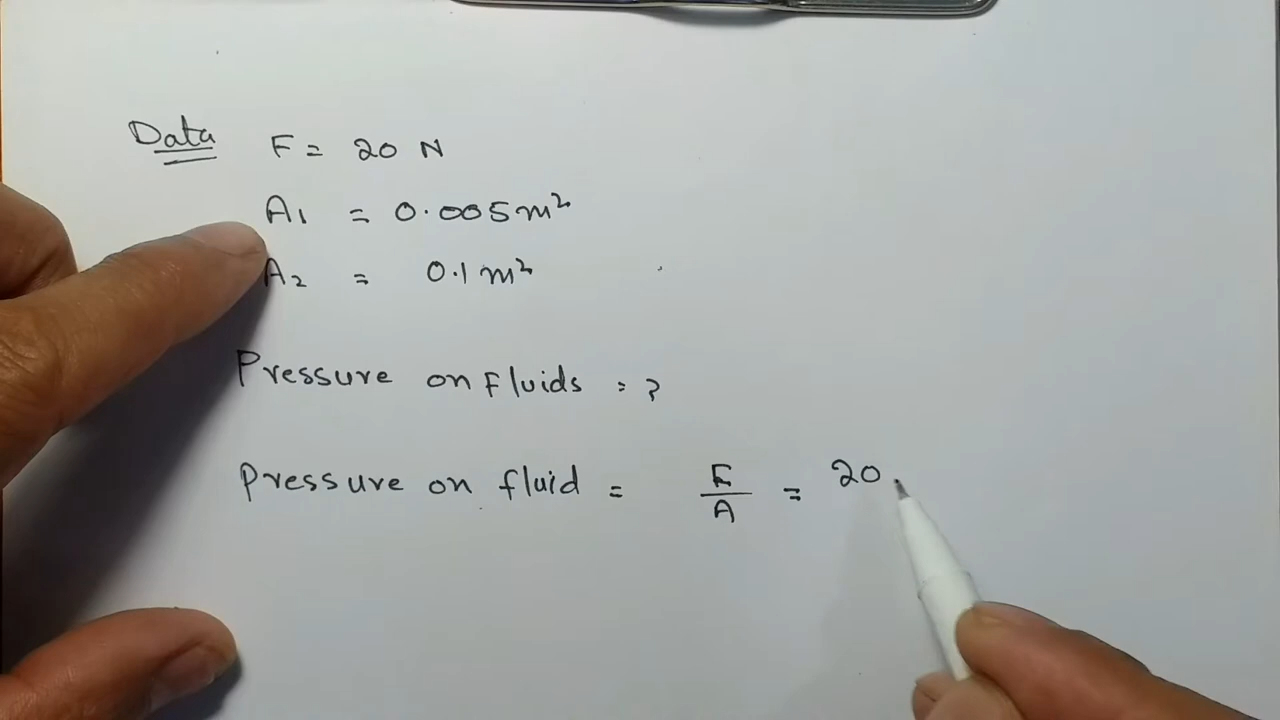 Data F = 20 N
A1 = 0.005 m²
A2 = 0.1 m²
Pressure on Fluids = ?
Pressure on fluid = F/A = 20